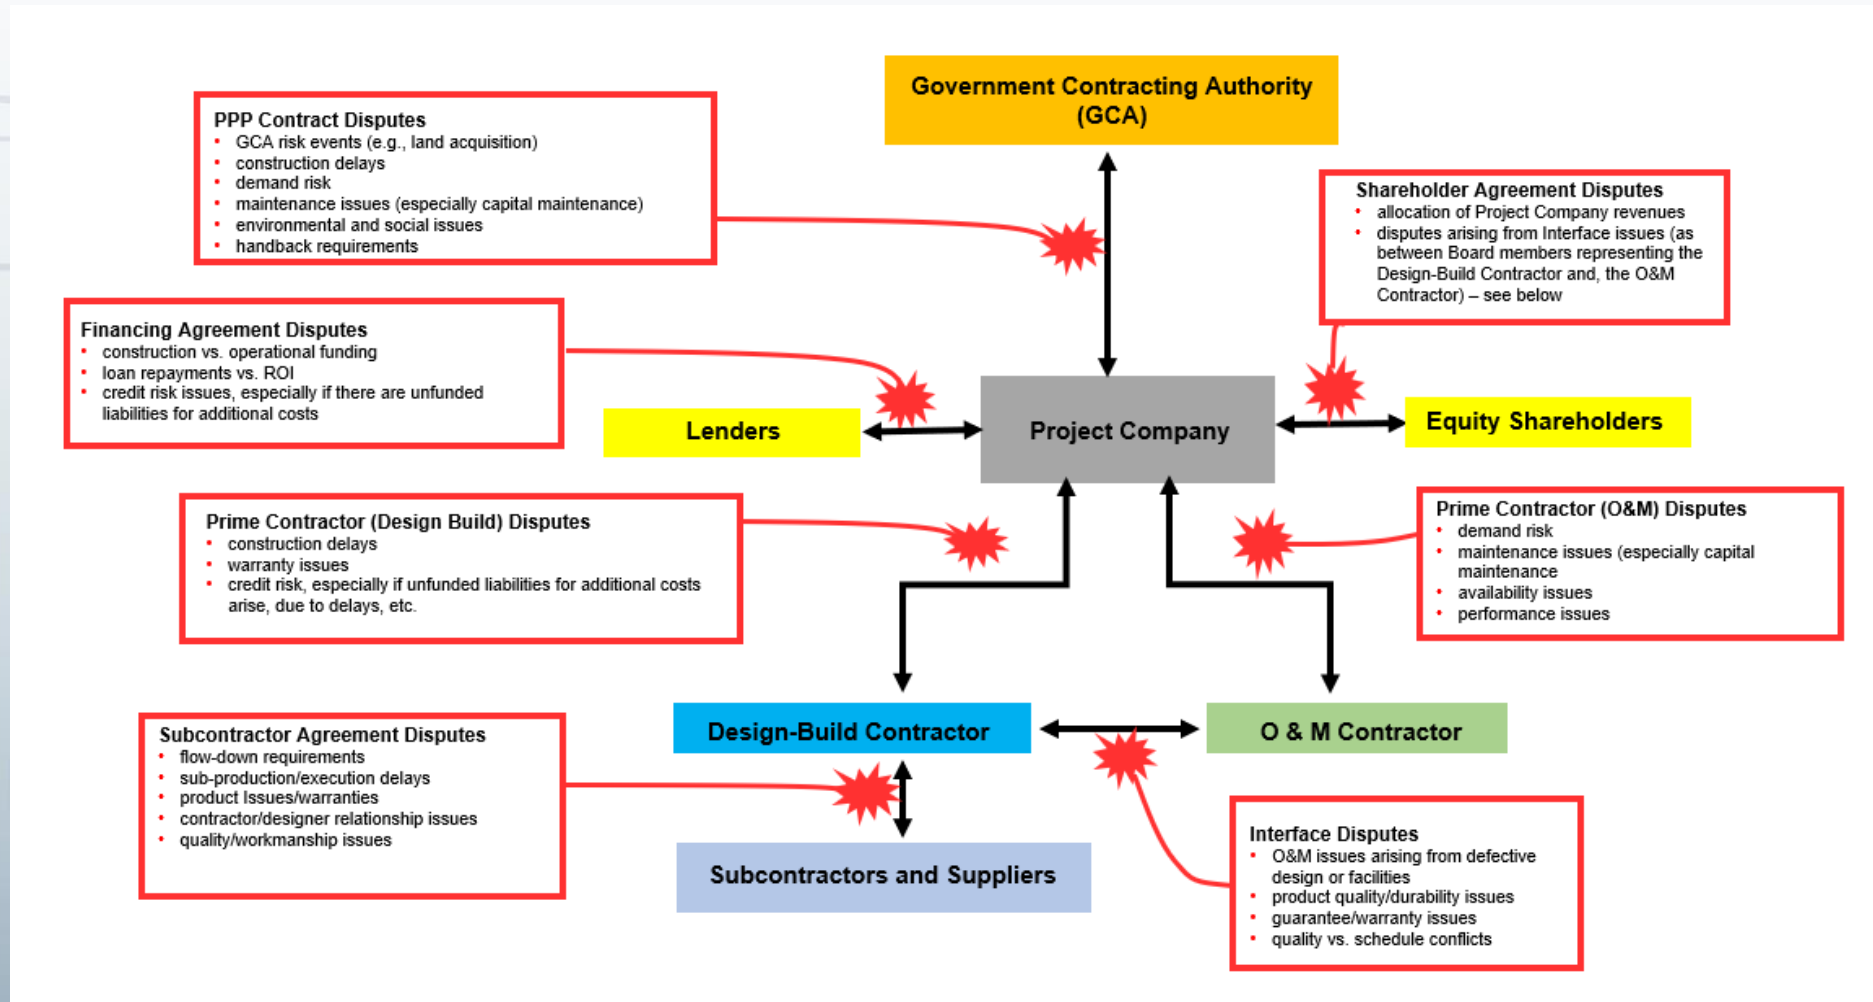 Government Contracting Authority
(GCA)
PPP Contract Disputes
• GCA risk events (e.g., land acquisition)
• construction delays
• demand risk
• maintenance issues (especially capital maintenance)
• environmental and social issues
• handback requirements
Shareholder Agreement Disputes
• allocation of Project Company revenues
• disputes arising from Interface issues (as
between Board members representing the
Design-Build Contractor and, the O&M
Contractor) – see below
Financing Agreement Disputes
• construction vs. operational funding
• loan repayments vs. ROI
• credit risk issues, especially if there are unfunded
liabilities for additional costs
Lenders
Project Company
Equity Shareholders
Prime Contractor (Design Build) Disputes
• construction delays
• warranty issues
• credit risk, especially if unfunded liabilities for additional costs
arise, due to delays, etc.
Prime Contractor (O&M) Disputes
• demand risk
• maintenance issues (especially capital
maintenance
• availability issues
• performance issues
Design-Build Contractor
O & M Contractor
Subcontractor Agreement Disputes
• flow-down requirements
• sub-production/execution delays
• product Issues/warranties
• contractor/designer relationship issues
• quality/workmanship issues
Subcontractors and Suppliers
Interface Disputes
• O&M issues arising from defective
design or facilities
• product quality/durability issues
• guarantee/warranty issues
• quality vs. schedule conflicts